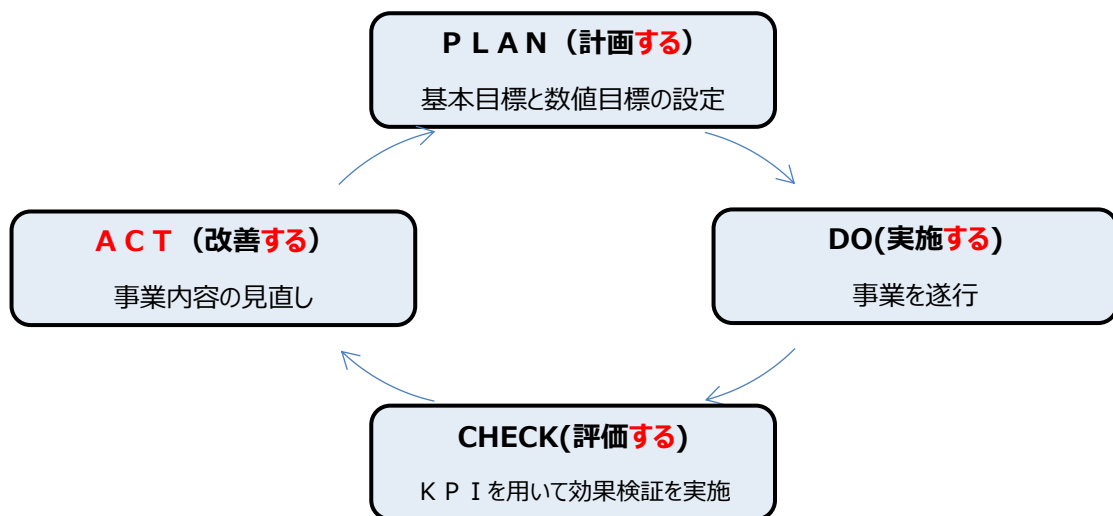 ＰＬＡＮ（計画する）
基本目標と数値目標の設定
ＡＣＴ（改善する）
事業内容の見直し
DO(実施する)
事業を遂行
CHECK(評価する)
ＫＰＩを用いて効果検証を実施